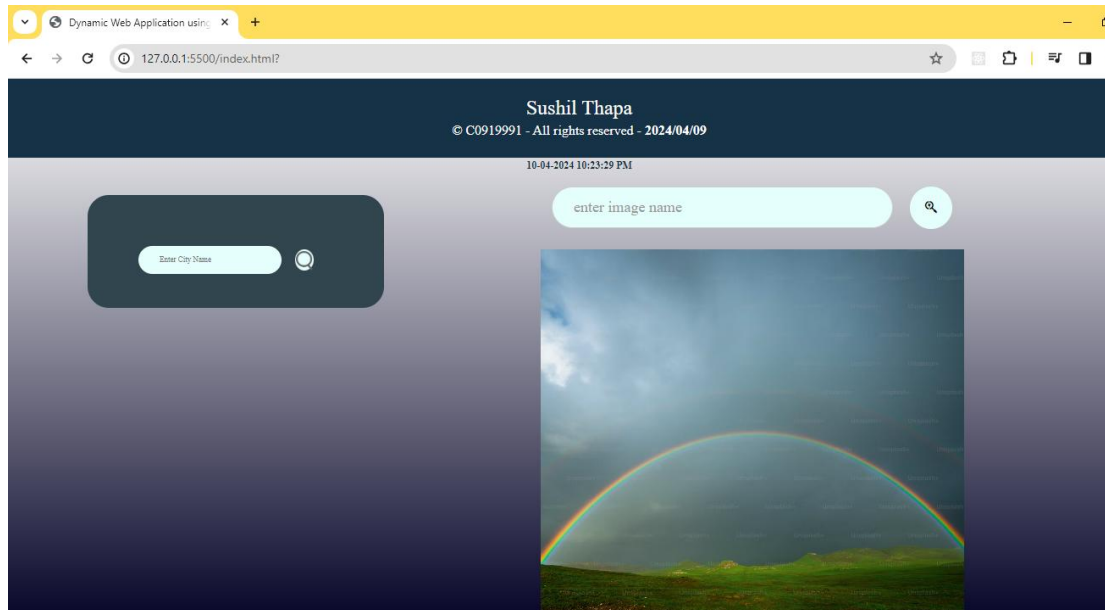 Dynamic Web Application using
127.0.0.1:5500/index.html?
Sushil Thapa
© C0919991 - All rights reserved - 2024/04/09
10-04-2024 10:23:29 PM
enter image name
Enter City Name